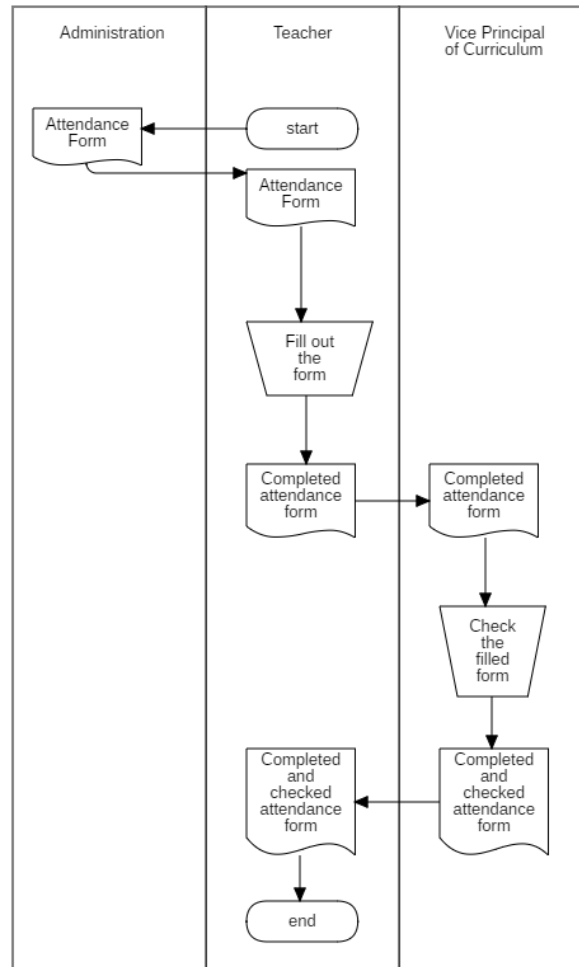 Administration
Teacher
Vice Principal
of Curriculum
Attendance
Form
start
Attendance
Form
Fill out
the
form
Completed
attendance
form
Completed
attendance
form
Check
the
filled
form
Completed
and
checked
attendance
form
Completed
and
checked
attendance
form
end